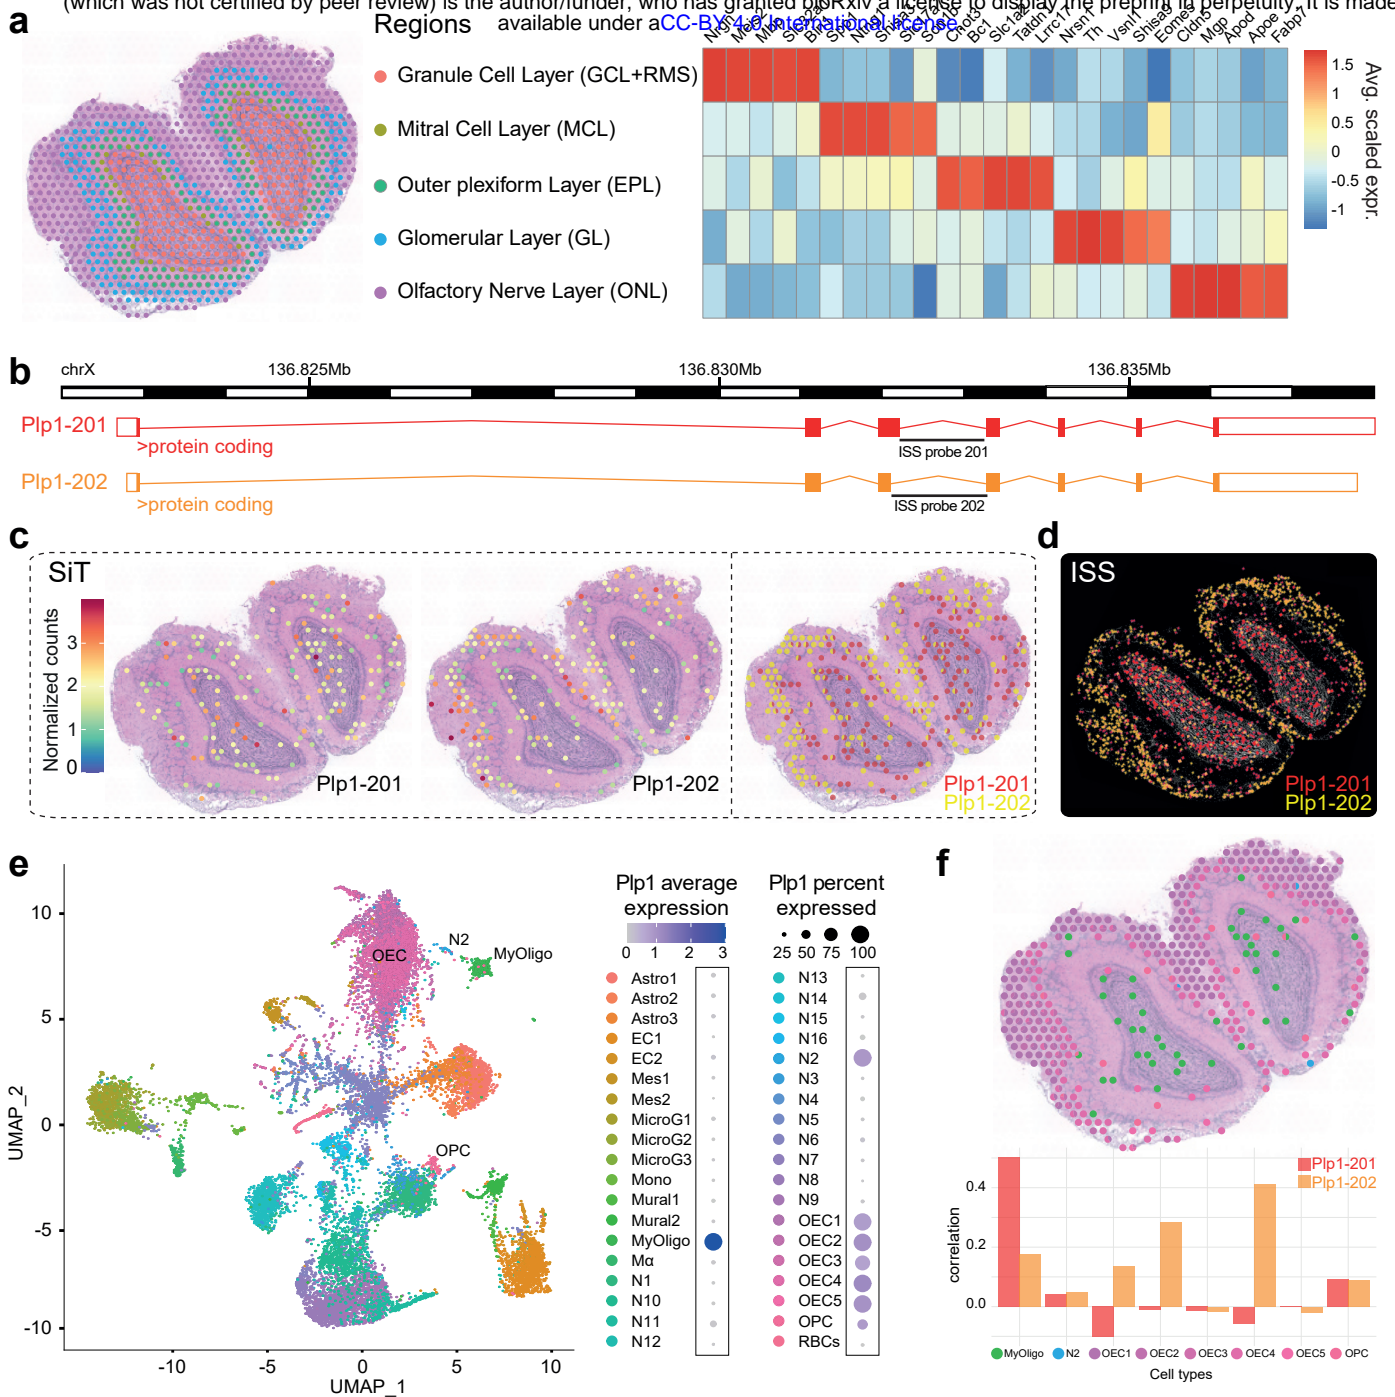 (which was not certified by peer review) is the author/funder, who has granted bioRxiv a license to display the preprint in perpetuity. It is made
available under aCC-BY 4.0 International license.
a
Regions
Granule Cell Layer (GCL+RMS)
Mitral Cell Layer (MCL)
Outer plexiform Layer (EPL)
Glomerular Layer (GL)
Olfactory Nerve Layer (ONL)
Bc1
Slc1a2
Lrrc17
Nrsn1
Th
Vsnl1
Shisa3
Eomes
Cldn5
Mgp
Apod
Apoe
Fabp7
1.5
1
0.5
0
-0.5
-1
Avg. scaled expr.
b
chrX
136.825Mb
136.830Mb
136.835Mb
Plp1-201
>protein coding
ISS probe 201
Plp1-202
>protein coding
ISS probe 202
c
SiT
Normalized counts
3
2
1
0
Plp1-201
Plp1-202
Plp1-201
Plp1-202
d
ISS
Plp1-201
Plp1-202
e
UMAP_2
10
5
0
-5
-10
-10
-5
0
5
10
UMAP_1
OEC
N2
MyOligo
OPC
Plp1 average
expression
0 1 2 3
Astro1
Astro2
Astro3
EC1
EC2
Mes1
Mes2
MicroG1
MicroG2
MicroG3
Mono
Mural1
Mural2
MyOligo
Mα
N1
N10
N11
N12
Plp1 percent
expressed
25 50 75 100
N13
N14
N15
N16
N2
N3
N4
N5
N6
N7
N8
N9
OEC1
OEC2
OEC3
OEC4
OEC5
OPC
RBCs
f
Plp1-201
Plp1-202
correlation
0.4
0.2
0.0
MyOligo N2 OEC1 OEC2 OEC3 OEC4 OEC5 OPC
Cell types